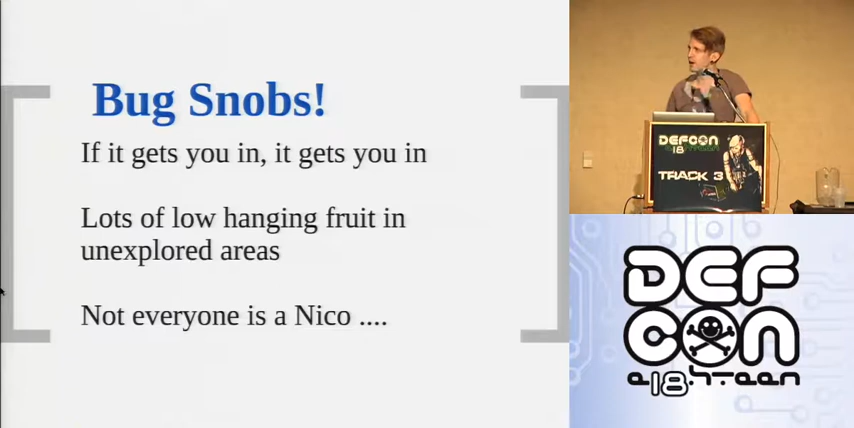 Bug Snobs!
If it gets you in, it gets you in
Lots of low hanging fruit in
unexplored areas
Not everyone is a Nico ....
DEFCON
18
TRACK 3
DEF
CON
e18hteen